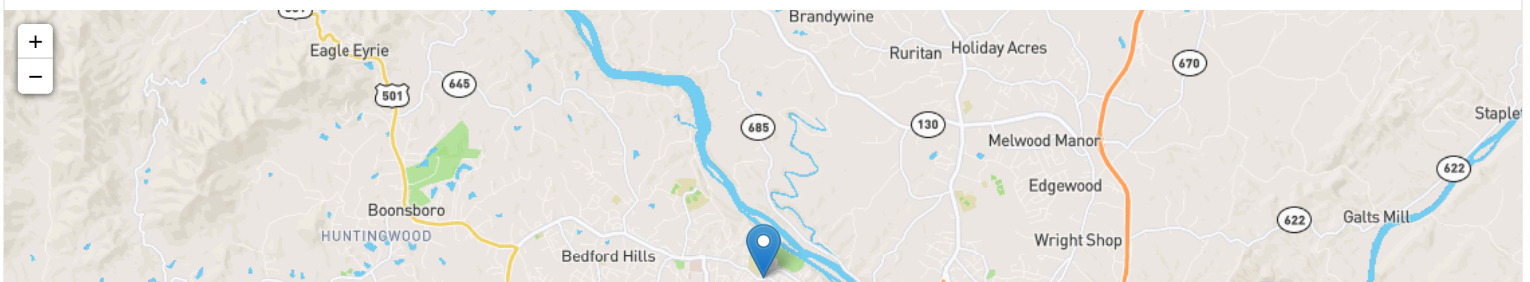 Brandywine
+
Eagle Eyrie
Ruritan
Holiday Acres
670
−
645
501
685
130
Melwood Manor
622
Edgewood
Boonsboro
622
Galts Mill
HUNTINGWOOD
Wright Shop
Bedford Hills